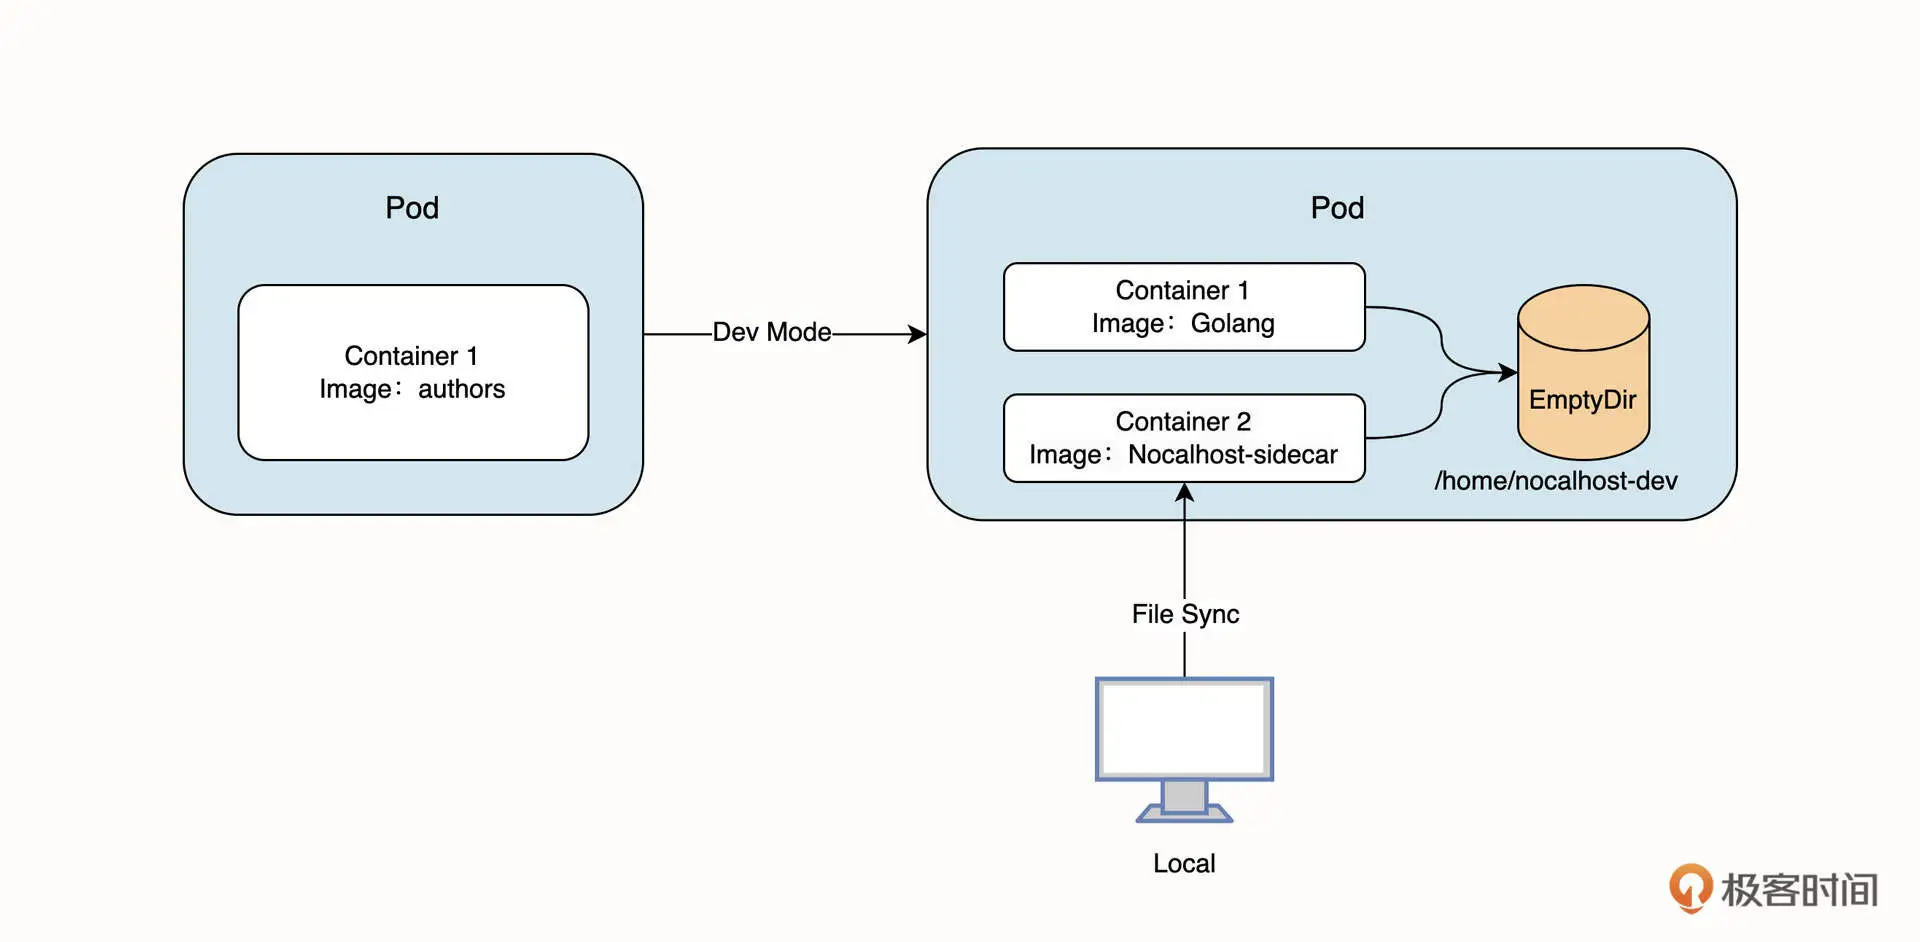 Pod
Container 1
Image：authors
Dev Mode
Pod
Container 1
Image：Golang
Container 2
Image：Nocalhost-sidecar
EmptyDir
/home/nocalhost-dev
File Sync
Local
极客时间